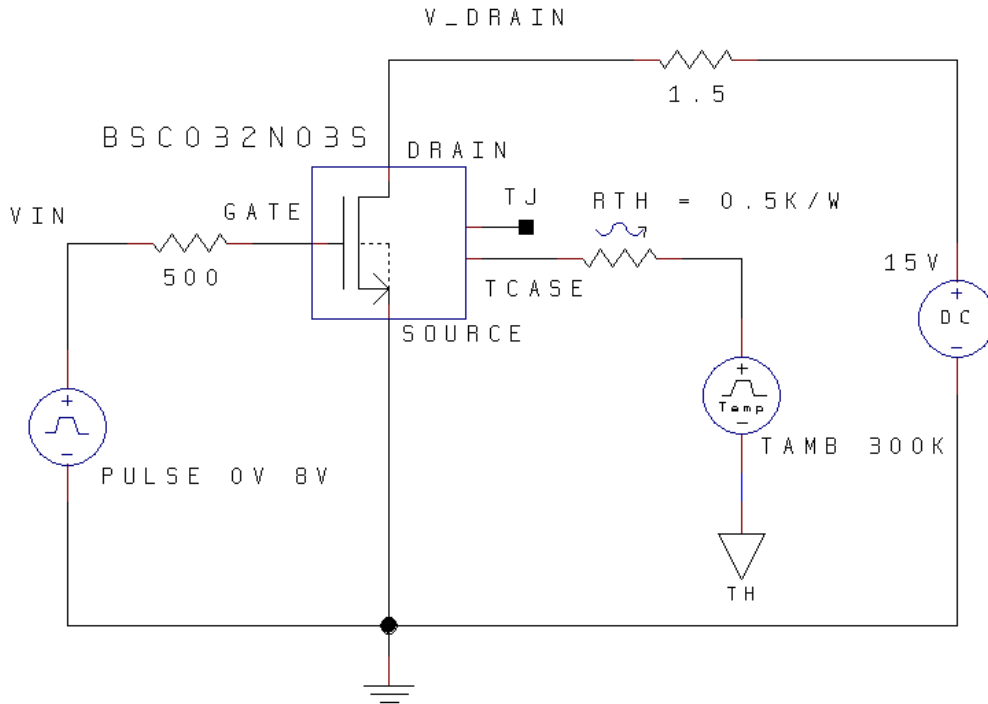 V_DRAIN
1.5
BSC032N03S
DRAIN
VIN
GATE
TJ
RTH = 0.5K/W
500
TCASE
15V
SOURCE
+
DC
-
+
Temp
-
TAMB 300K
+
-
PULSE 0V 8V
TH